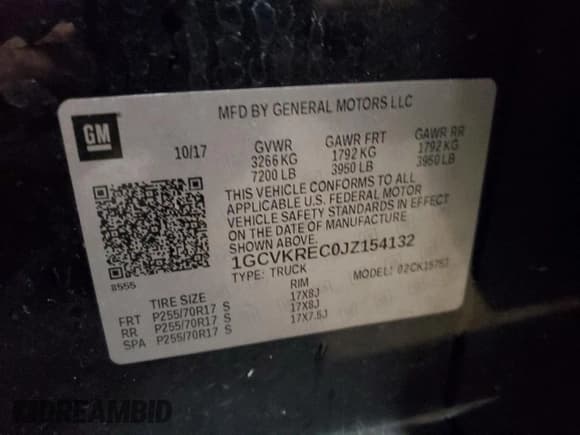 MFD BY GENERAL MOTORS LLC
GM
10/17
GVWR GAWR FRT GAWR RR
3266 KG 1792 KG 1792 KG
7200 LB 3950 LB 3950 LB
THIS VEHICLE CONFORMS TO ALL
APPLICABLE U.S. FEDERAL MOTOR
VEHICLE SAFETY STANDARDS IN EFFECT
ON THE DATE OF MANUFACTURE
SHOWN ABOVE.
1GCVKREC0JZ154132
TYPE: TRUCK MODEL:
8555
TIRE SIZE RIM
FRT P255/70R17 S 17X8J
RR P255/70R17 S 17X8J
SPA P255/70R17 S 17X7.5J
DREAMBID